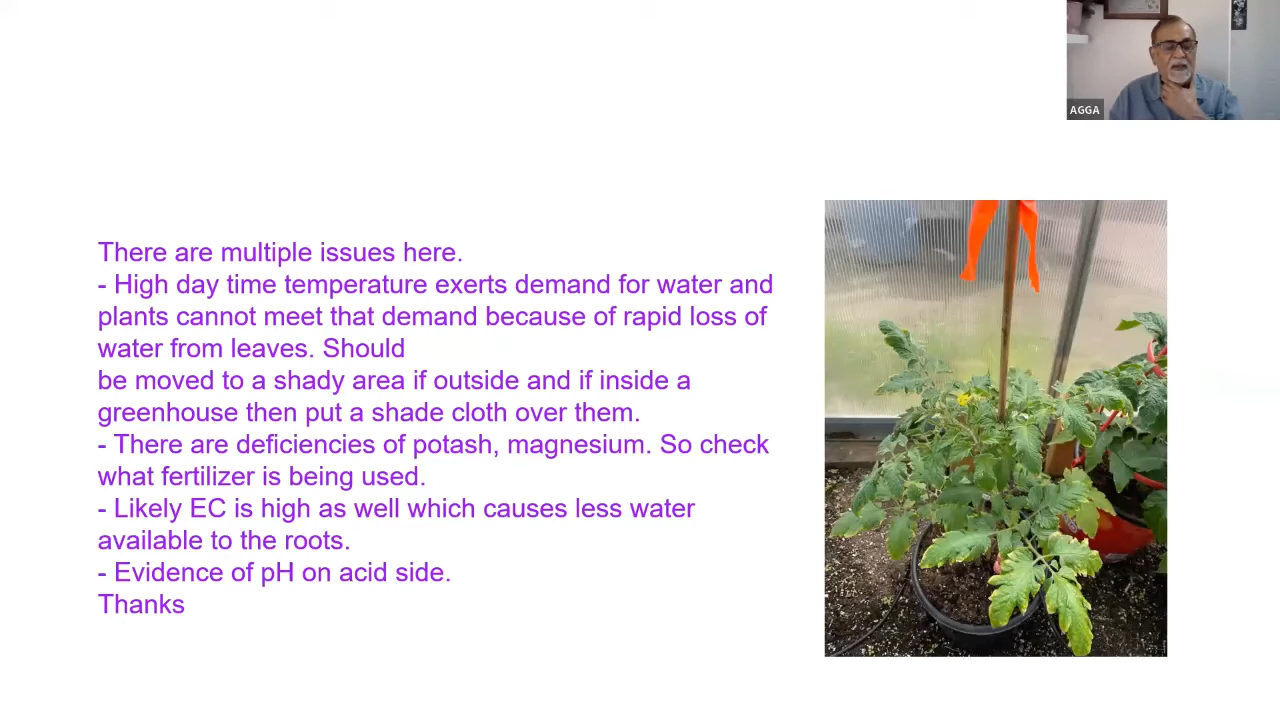 AGGA
There are multiple issues here.
- High day time temperature exerts demand for water and
plants cannot meet that demand because of rapid loss of
water from leaves. Should
be moved to a shady area if outside and if inside a
greenhouse then put a shade cloth over them.
- There are deficiencies of potash, magnesium. So check
what fertilizer is being used.
- Likely EC is high as well which causes less water
available to the roots.
- Evidence of pH on acid side.
Thanks